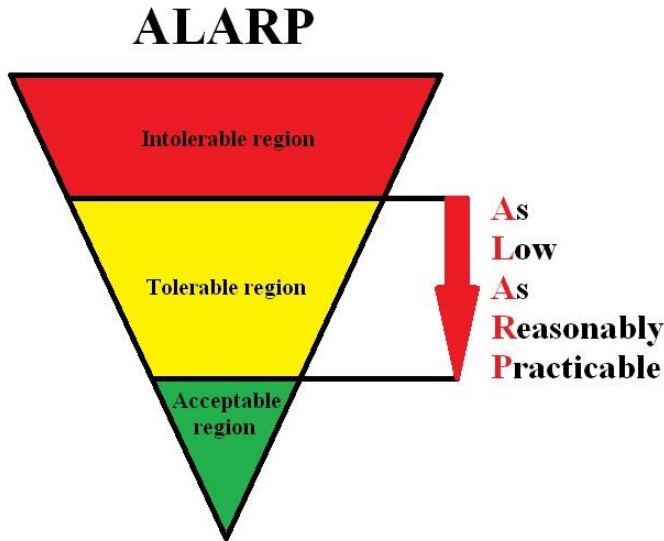 ALARP
Intolerable region
Tolerable region
Acceptable
region
As
Low
As
Reasonably
Practicable